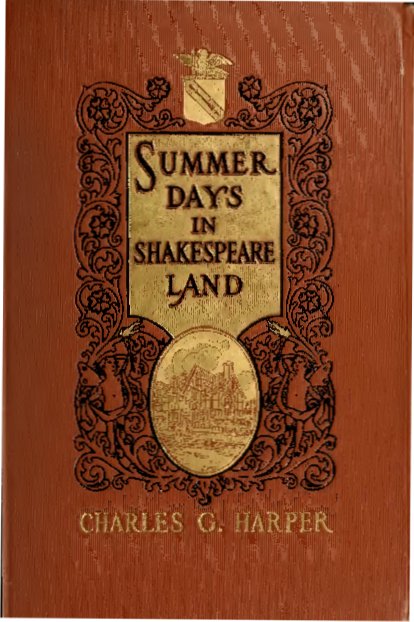 SUMMER
DAYS
IN
SHAKESPEARE
LAND
CHARLES G. HARPER